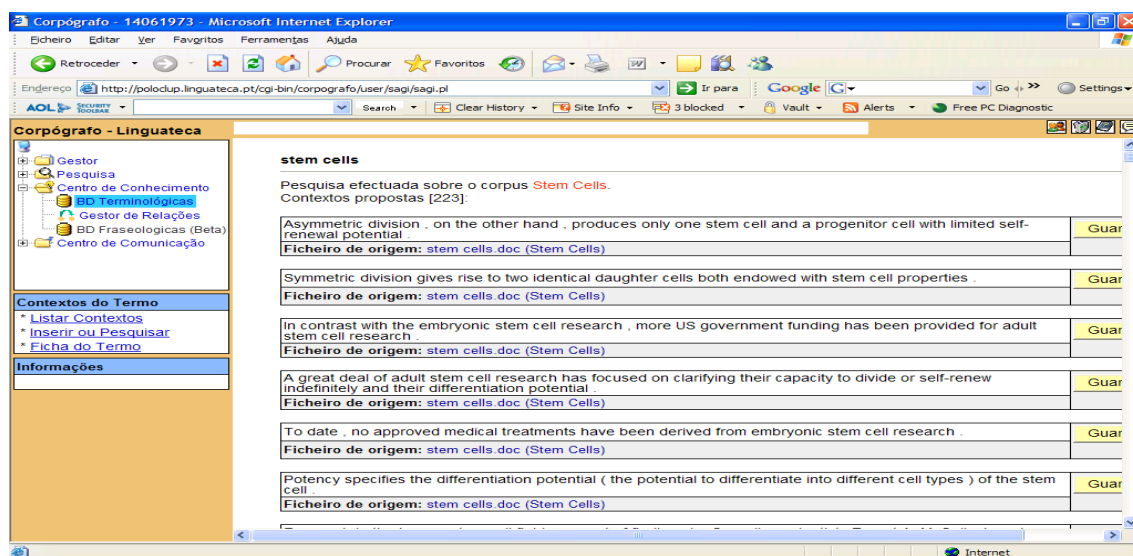 Corpógrafo - 14061973 - Microsoft Internet Explorer
Ficheiro Editar Ver Favoritos Ferramentas Ajuda
Retroceder Procurar Favoritos
Endereço http://poloclup.linguateca.pt/cgi-bin/corpografo/user/sagi/sagi.pl Ir para Google G Go Settings
AOL SECURITY TOOLBAR Search Clear History Site Info 3 blocked Vault Alerts Free PC Diagnostic
Corpógrafo - Linguateca
Gestor
Pesquisa
Centro de Conhecimento
BD Terminológicas
Gestor de Relações
BD Fraseologicas (Beta)
Centro de Comunicação
Contextos do Termo
* Listar Contextos
* Inserir ou Pesquisar
* Ficha do Termo
Informações
stem cells
Pesquisa efectuada sobre o corpus Stem Cells.
Contextos propostas [223]:
Asymmetric division , on the other hand , produces only one stem cell and a progenitor cell with limited self-
renewal potential .
Guar
Ficheiro de origem: stem cells.doc (Stem Cells)
Symmetric division gives rise to two identical daughter cells both endowed with stem cell properties .
Guar
Ficheiro de origem: stem cells.doc (Stem Cells)
In contrast with the embryonic stem cell research , more US government funding has been provided for adult
stem cell research .
Guar
Ficheiro de origem: stem cells.doc (Stem Cells)
A great deal of adult stem cell research has focused on clarifying their capacity to divide or self-renew
indefinitely and their differentiation potential .
Guar
Ficheiro de origem: stem cells.doc (Stem Cells)
To date , no approved medical treatments have been derived from embryonic stem cell research .
Guar
Ficheiro de origem: stem cells.doc (Stem Cells)
Potency specifies the differentiation potential ( the potential to differentiate into different cell types ) of the stem
cell .
Guar
Ficheiro de origem: stem cells.doc (Stem Cells)
Internet